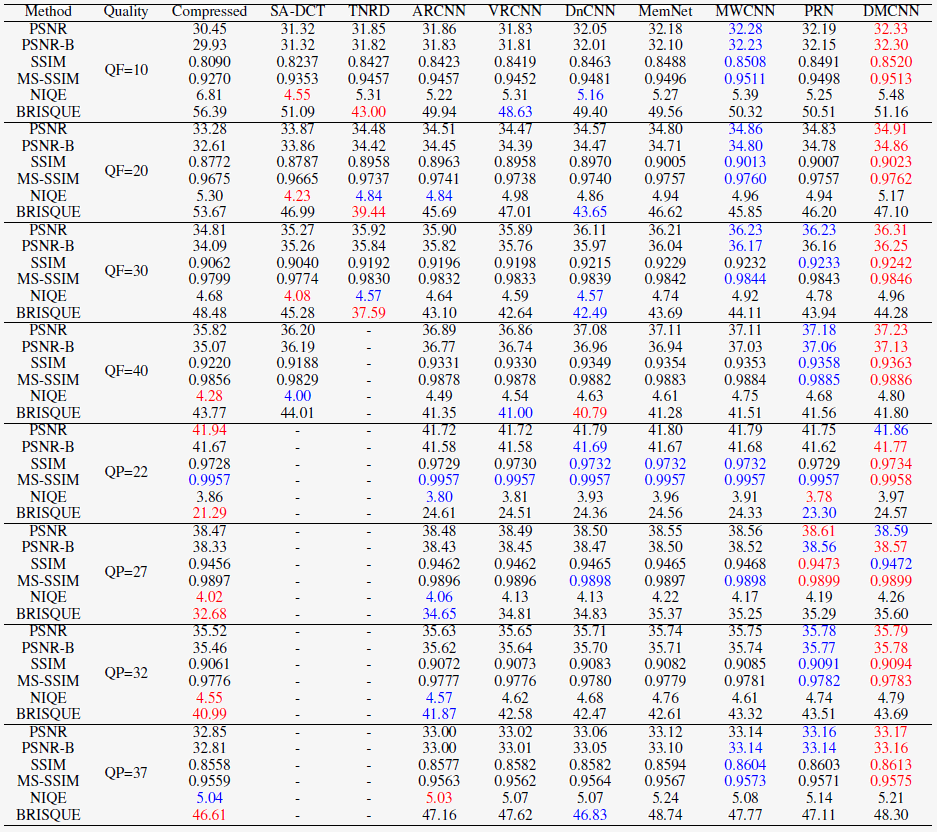 Method Quality Compressed SA-DCT TNRD ARCNN VRCNN DnCNN MemNet MWCNN PRN DMCNN
PSNR 30.45 31.32 31.85 31.86 31.83 32.05 32.18 32.28 32.19 32.33
PSNR-B 29.93 31.32 31.82 31.83 31.81 32.01 32.10 32.23 32.15 32.30
SSIM 0.8090 0.8237 0.8427 0.8423 0.8419 0.8463 0.8488 0.8508 0.8491 0.8520
QF=10
MS-SSIM 0.9270 0.9353 0.9457 0.9457 0.9452 0.9481 0.9496 0.9511 0.9498 0.9513
NIQE 6.81 4.55 5.31 5.22 5.31 5.16 5.27 5.39 5.25 5.48
BRISQUE 56.39 51.09 43.00 49.94 48.63 49.40 49.56 50.32 50.51 51.16
PSNR 33.28 33.87 34.48 34.51 34.47 34.57 34.80 34.86 34.83 34.91
PSNR-B 32.61 33.86 34.42 34.45 34.39 34.47 34.71 34.80 34.78 34.86
SSIM 0.8772 0.8787 0.8958 0.8963 0.8958 0.8970 0.9005 0.9013 0.9007 0.9023
QF=20
MS-SSIM 0.9675 0.9665 0.9737 0.9741 0.9738 0.9740 0.9757 0.9760 0.9757 0.9762
NIQE 5.30 4.23 4.84 4.84 4.98 4.86 4.94 4.96 4.94 5.17
BRISQUE 53.67 46.99 39.44 45.69 47.01 43.65 46.62 45.85 46.20 47.10
PSNR 34.81 35.27 35.92 35.90 35.89 36.11 36.21 36.23 36.23 36.31
PSNR-B 34.09 35.26 35.84 35.82 35.76 35.97 36.04 36.17 36.16 36.25
SSIM 0.9062 0.9040 0.9192 0.9196 0.9198 0.9215 0.9229 0.9232 0.9233 0.9242
QF=30
MS-SSIM 0.9799 0.9774 0.9830 0.9832 0.9833 0.9839 0.9842 0.9844 0.9843 0.9846
NIQE 4.68 4.08 4.57 4.64 4.59 4.57 4.74 4.92 4.78 4.96
BRISQUE 48.48 45.28 37.59 43.10 42.64 42.49 43.69 44.11 43.94 44.28
PSNR 35.82 36.20 - 36.89 36.86 37.08 37.11 37.11 37.18 37.23
PSNR-B 35.07 36.19 - 36.77 36.74 36.96 36.94 37.03 37.06 37.13
SSIM 0.9220 0.9188 - 0.9331 0.9330 0.9349 0.9354 0.9353 0.9358 0.9363
QF=40
MS-SSIM 0.9856 0.9829 - 0.9878 0.9878 0.9882 0.9883 0.9884 0.9885 0.9886
NIQE 4.28 4.00 - 4.49 4.54 4.63 4.61 4.75 4.68 4.80
BRISQUE 43.77 44.01 - 41.35 41.00 40.79 41.28 41.51 41.56 41.80
PSNR 41.94 - - 41.72 41.72 41.79 41.80 41.79 41.75 41.86
PSNR-B 41.67 - - 41.58 41.58 41.69 41.67 41.68 41.62 41.77
SSIM 0.9728 - - 0.9729 0.9730 0.9732 0.9732 0.9732 0.9729 0.9734
QP=22
MS-SSIM 0.9957 - - 0.9957 0.9957 0.9957 0.9957 0.9957 0.9957 0.9958
NIQE 3.86 - - 3.80 3.81 3.93 3.96 3.91 3.78 3.97
BRISQUE 21.29 - - 24.61 24.51 24.36 24.56 24.33 23.30 24.57
PSNR 38.47 - - 38.48 38.49 38.50 38.55 38.56 38.61 38.59
PSNR-B 38.33 - - 38.43 38.45 38.47 38.50 38.52 38.56 38.57
SSIM 0.9456 - - 0.9462 0.9462 0.9465 0.9465 0.9468 0.9473 0.9472
QP=27
MS-SSIM 0.9897 - - 0.9896 0.9896 0.9898 0.9897 0.9898 0.9899 0.9899
NIQE 4.02 - - 4.06 4.13 4.13 4.22 4.17 4.19 4.26
BRISQUE 32.68 - - 34.65 34.81 34.83 35.37 35.25 35.29 35.60
PSNR 35.52 - - 35.63 35.65 35.71 35.74 35.75 35.78 35.79
PSNR-B 35.46 - - 35.62 35.64 35.70 35.71 35.74 35.77 35.78
SSIM 0.9061 - - 0.9072 0.9073 0.9083 0.9082 0.9085 0.9091 0.9094
QP=32
MS-SSIM 0.9776 - - 0.9777 0.9776 0.9780 0.9779 0.9781 0.9782 0.9783
NIQE 4.55 - - 4.57 4.62 4.68 4.76 4.61 4.74 4.79
BRISQUE 40.99 - - 41.87 42.58 42.47 42.61 43.32 43.51 43.69
PSNR 32.85 - - 33.00 33.02 33.06 33.12 33.14 33.16 33.17
PSNR-B 32.81 - - 33.00 33.01 33.05 33.10 33.14 33.14 33.16
SSIM 0.8558 - - 0.8577 0.8582 0.8582 0.8594 0.8604 0.8603 0.8613
QP=37
MS-SSIM 0.9559 - - 0.9563 0.9562 0.9564 0.9567 0.9573 0.9571 0.9575
NIQE 5.04 - - 5.03 5.07 5.07 5.24 5.08 5.14 5.21
BRISQUE 46.61 - - 47.16 47.62 46.83 48.74 47.77 47.11 48.30